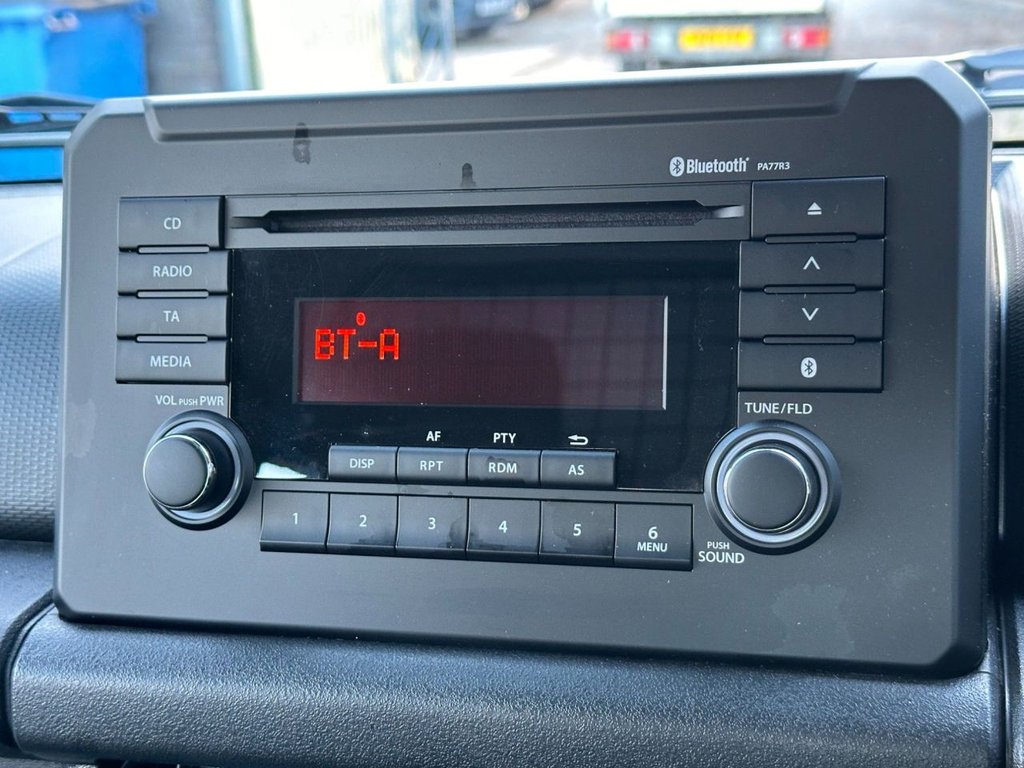 Bluetooth® PA77R3
CD
RADIO
TA
MEDIA
BT-A
VOL PUSH PWR
TUNE/FLD
AF PTY
DISP RPT RDM AS
1 2 3 4 5 6
MENU
PUSH
SOUND